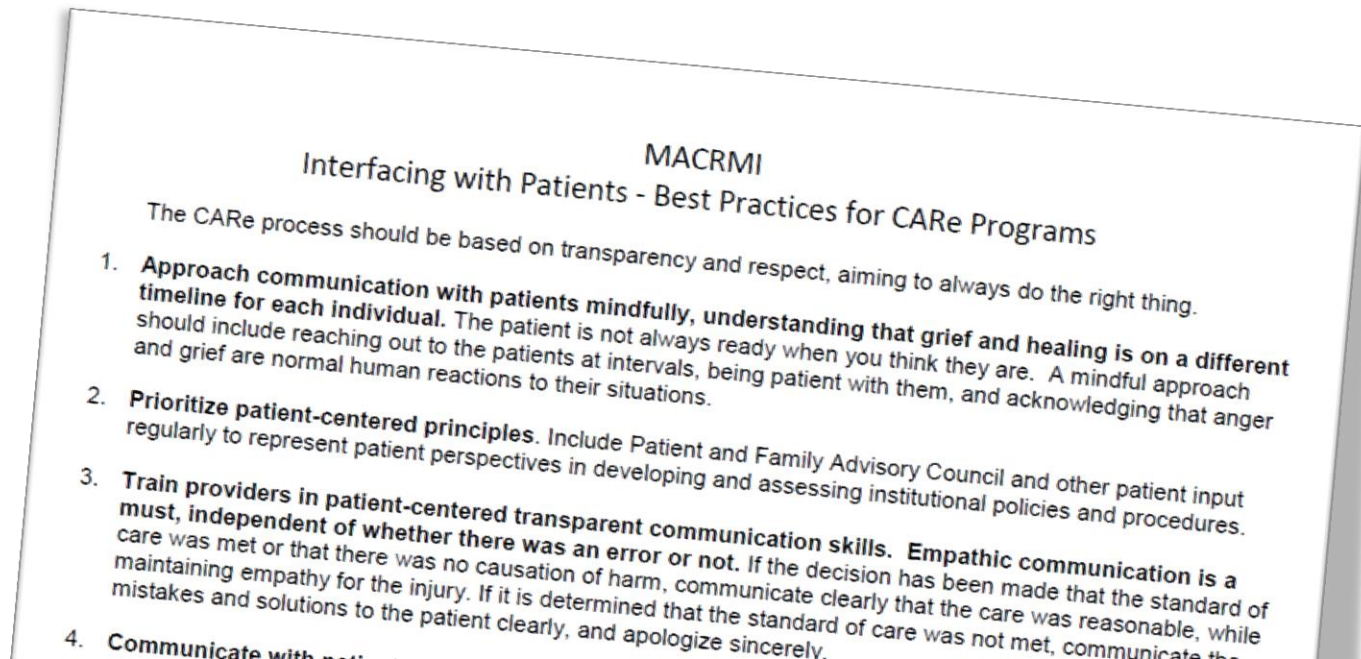 MACRMI
Interfacing with Patients - Best Practices for CARe Programs
The CARe process should be based on transparency and respect, aiming to always do the right thing.
1. Approach communication with patients mindfully, understanding that grief and healing is on a different
timeline for each individual. The patient is not always ready when you think they are. A mindful approach
should include reaching out to the patients at intervals, being patient with them, and acknowledging that anger
and grief are normal human reactions to their situations.
2. Prioritize patient-centered principles. Include Patient and Family Advisory Council and other patient input
regularly to represent patient perspectives in developing and assessing institutional policies and procedures.
3. Train providers in patient-centered transparent communication skills. Empathic communication is a
must, independent of whether there was an error or not. If the decision has been made that the standard of
care was met or that there was no causation of harm, communicate clearly that the care was reasonable, while
maintaining empathy for the injury. If it is determined that the standard of care was not met, communicate the
mistakes and solutions to the patient clearly, and apologize sincerely.
4. Communicate with